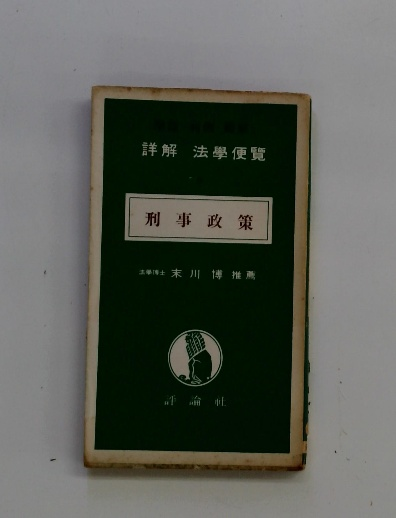 詳解 法學便覽
刑事政策
法學博士 末川 博 推薦
評論社